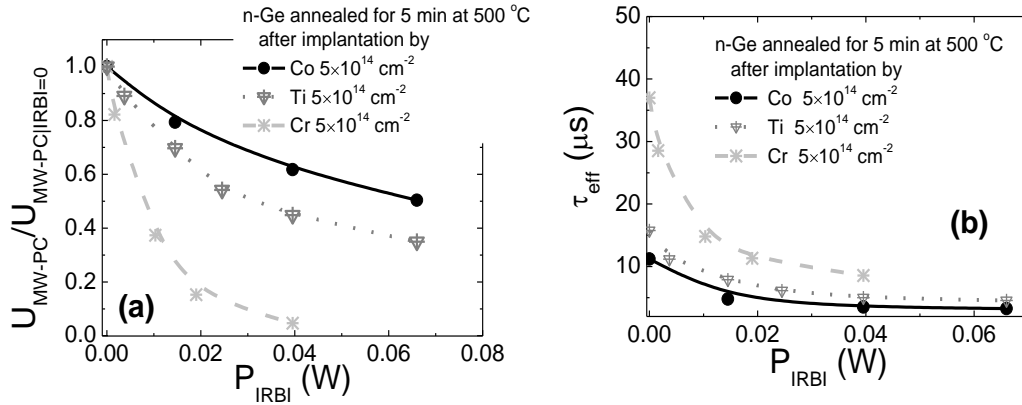 n-Ge annealed for 5 min at 500 °C
after implantation by
Co 5×10¹⁴ cm⁻²
Ti 5×10¹⁴ cm⁻²
Cr 5×10¹⁴ cm⁻²
U_MW-PC/U_MW-PC|IRBI=0
1.0
0.8
0.6
0.4
0.2
0.0
(a)
0.00 0.02 0.04 0.06 0.08
P_IRBI (W)
n-Ge annealed for 5 min at 500 °C
after implantation by
Co 5×10¹⁴ cm⁻²
Ti 5×10¹⁴ cm⁻²
Cr 5×10¹⁴ cm⁻²
τ_eff (μs)
50
40
30
20
10
(b)
0.00 0.02 0.04 0.06
P_IRBI (W)